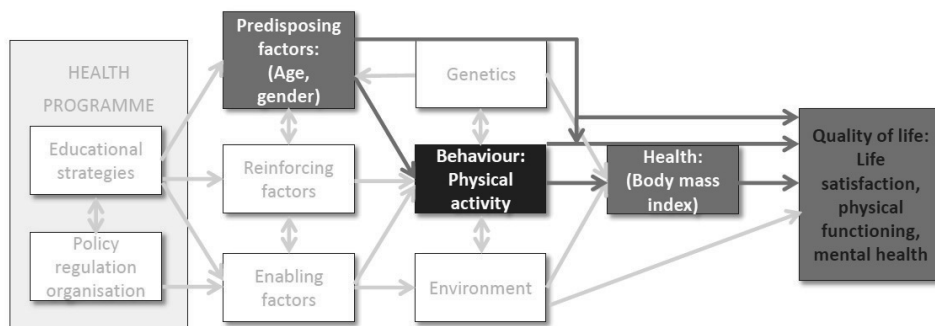 HEALTH
PROGRAMME
Educational
strategies
Policy
regulation
organisation
Predisposing
factors:
(Age,
gender)
Reinforcing
factors
Enabling
factors
Genetics
Behaviour:
Physical
activity
Environment
Health:
(Body mass
index)
Quality of life:
Life
satisfaction,
physical
functioning,
mental health